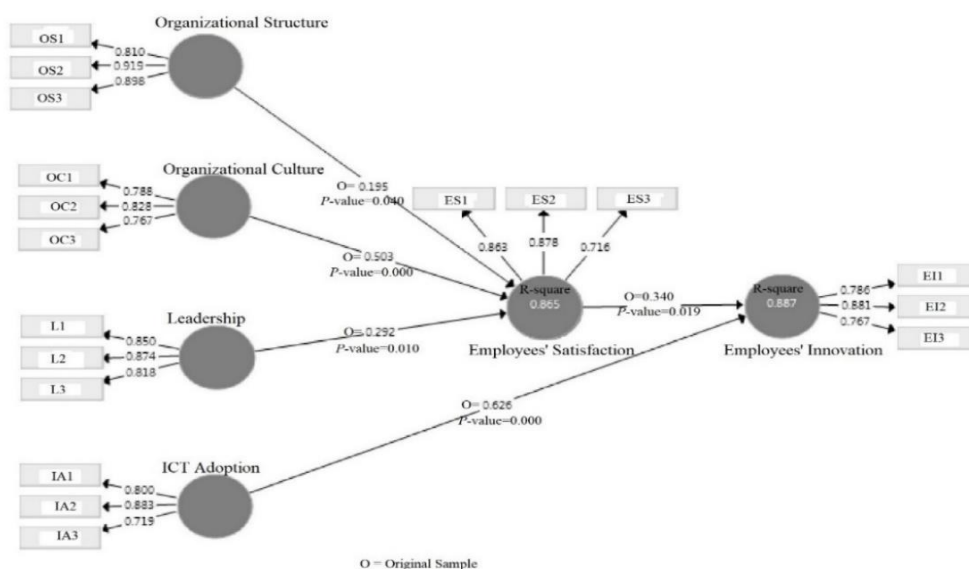 Organizational Structure
OS1
0.810
OS2
0.919
OS3
0.898
Organizational Culture
OC1
0.788
OC2
0.828
OC3
0.767
O= 0.195
P-value=0.040
ES1
ES2
ES3
0.863
0.878
0.716
O= 0.503
P-value=0.000
Leadership
L1
0.850
L2
0.874
L3
0.818
O= 0.292
P-value=0.010
R-square
0.865
Employees' Satisfaction
O=0.340
P-value=0.019
R-square
0.887
Employees' Innovation
EI1
0.786
EI2
0.881
EI3
0.767
O= 0.626
P-value=0.000
ICT Adoption
IA1
0.800
IA2
0.883
IA3
0.719
O = Original Sample